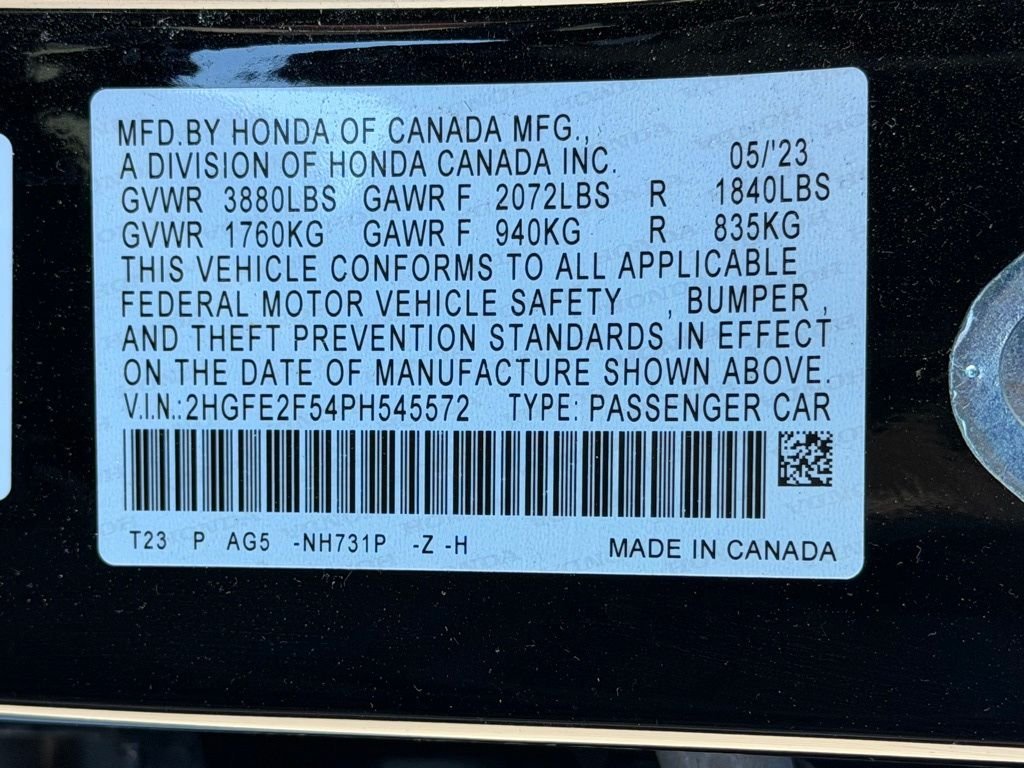 MFD.BY HONDA OF CANADA MFG.,
A DIVISION OF HONDA CANADA INC. 05/'23
GVWR 3880LBS GAWR F 2072LBS R 1840LBS
GVWR 1760KG GAWR F 940KG R 835KG
THIS VEHICLE CONFORMS TO ALL APPLICABLE
FEDERAL MOTOR VEHICLE SAFETY , BUMPER ,
AND THEFT PREVENTION STANDARDS IN EFFECT
ON THE DATE OF MANUFACTURE SHOWN ABOVE.
V.I.N.:2HGFE2F54PH545572 TYPE: PASSENGER CAR
T23 P AG5 -NH731P -Z -H MADE IN CANADA